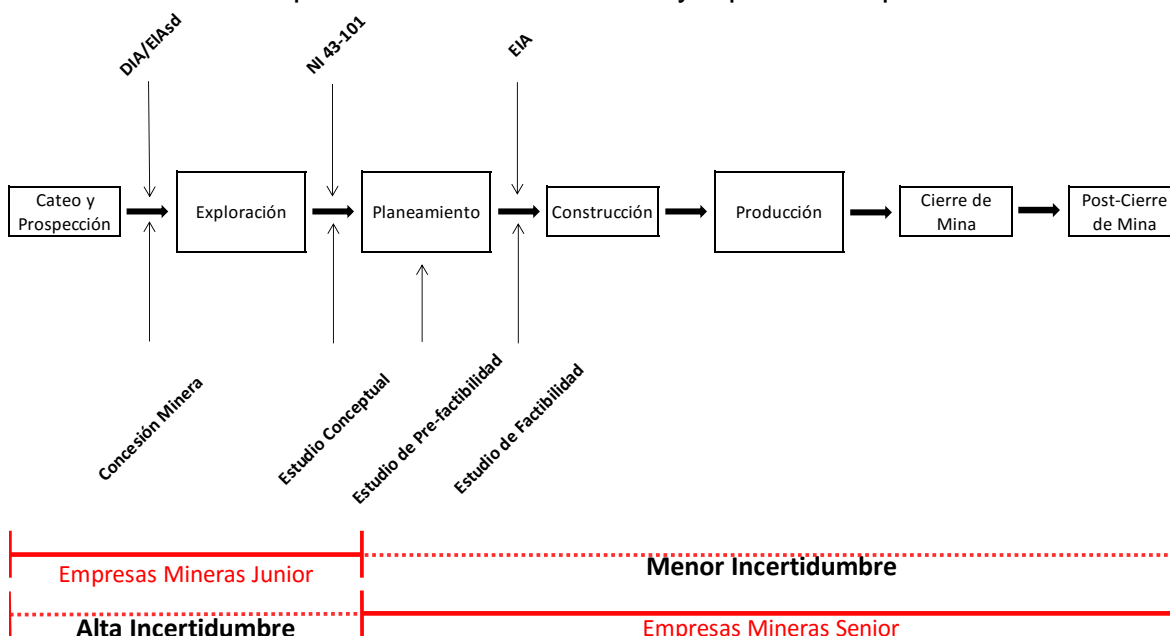 DIA/EIAsd
NI 43-101
EIA
Cateo y
Prospección
Exploración
Planeamiento
Construcción
Producción
Cierre de
Mina
Post-Cierre
de Mina
Concesión Minera
Estudio Conceptual
Estudio de Pre-factibilidad
Estudio de Factibilidad
Empresas Mineras Junior
Menor Incertidumbre
Alta Incertidumbre
Empresas Mineras Senior